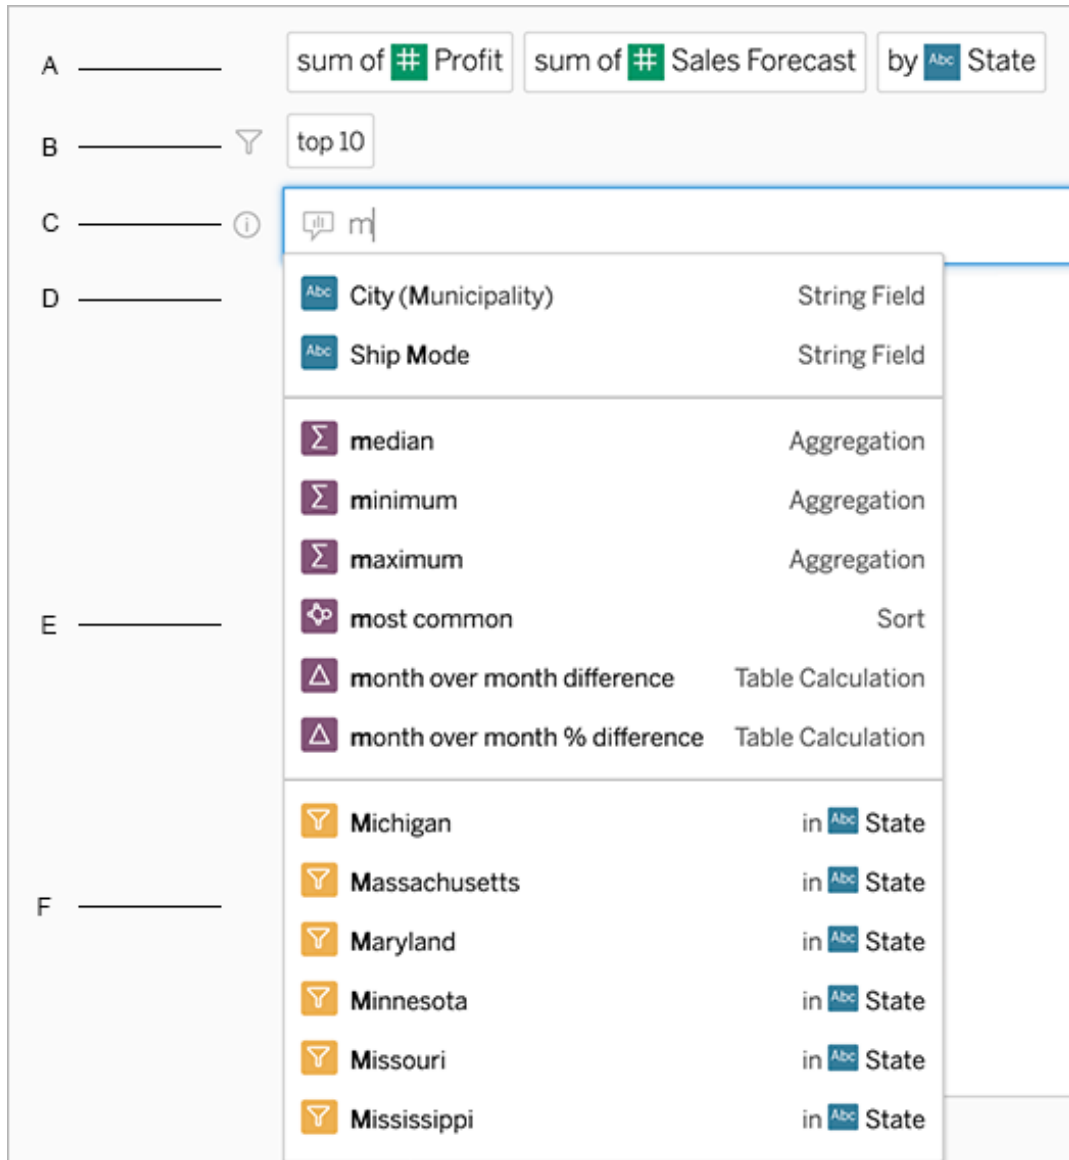 A sum of # Profit sum of # Sales Forecast by Abc State
B top 10
C i m
D Abc City (Municipality) String Field
Abc Ship Mode String Field
Σ median Aggregation
Σ minimum Aggregation
Σ maximum Aggregation
E most common Sort
month over month difference Table Calculation
month over month % difference Table Calculation
Michigan in Abc State
F Massachusetts in Abc State
Maryland in Abc State
Minnesota in Abc State
Missouri in Abc State
Mississippi in Abc State